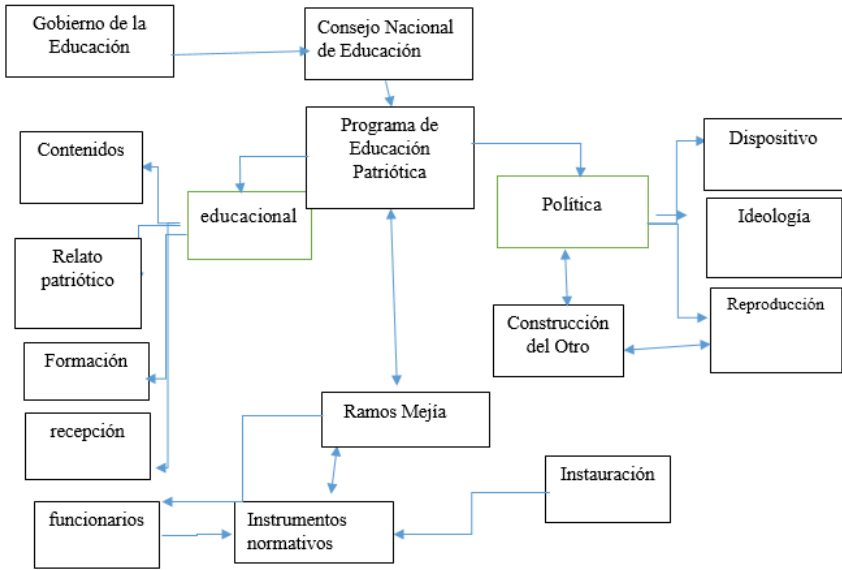 Gobierno de la
Educación
Consejo Nacional
de Educación
Programa de
Educación
Patriótica
Contenidos
educacional
Relato
patriótico
Formación
recepción
funcionarios
Política
Dispositivo
Ideología
Reproducción
Construcción
del Otro
Ramos Mejía
Instauración
Instrumentos
normativos